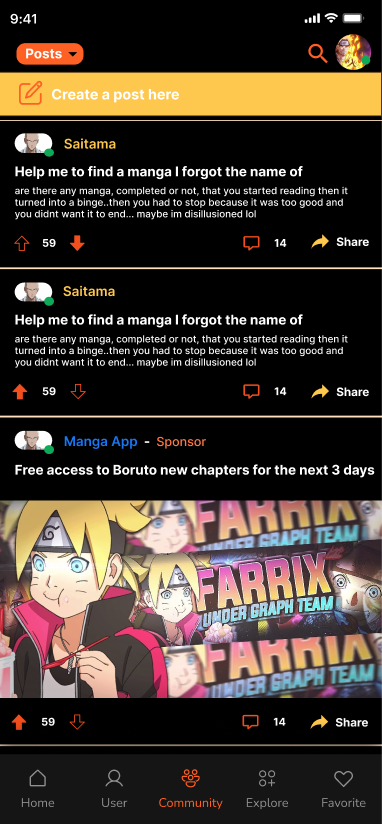 9:41
Posts
Create a post here
Saitama
Help me to find a manga I forgot the name of
are there any manga, completed or not, that you started reading then it
turned into a binge..then you had to stop because it was too good and
you didnt want it to end... maybe im disillusioned lol
59 14 Share
Saitama
Help me to find a manga I forgot the name of
are there any manga, completed or not, that you started reading then it
turned into a binge..then you had to stop because it was too good and
you didnt want it to end... maybe im disillusioned lol
59 14 Share
Manga App - Sponsor
Free access to Boruto new chapters for the next 3 days
FARRIX
UNDER GRAPH TEAM
FARRIX
UNDER GRAPH TEAM
FARRIX
UNDER GRAPH TEAM
59 14 Share
Home User Community Explore Favorite